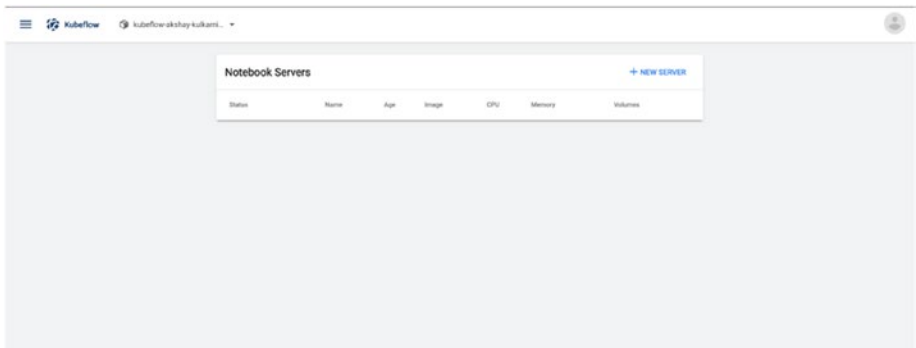 Kubeflow kubeflow-akshay-kulkarni..
Notebook Servers + NEW SERVER
Status Name Age Image CPU Memory Volumes